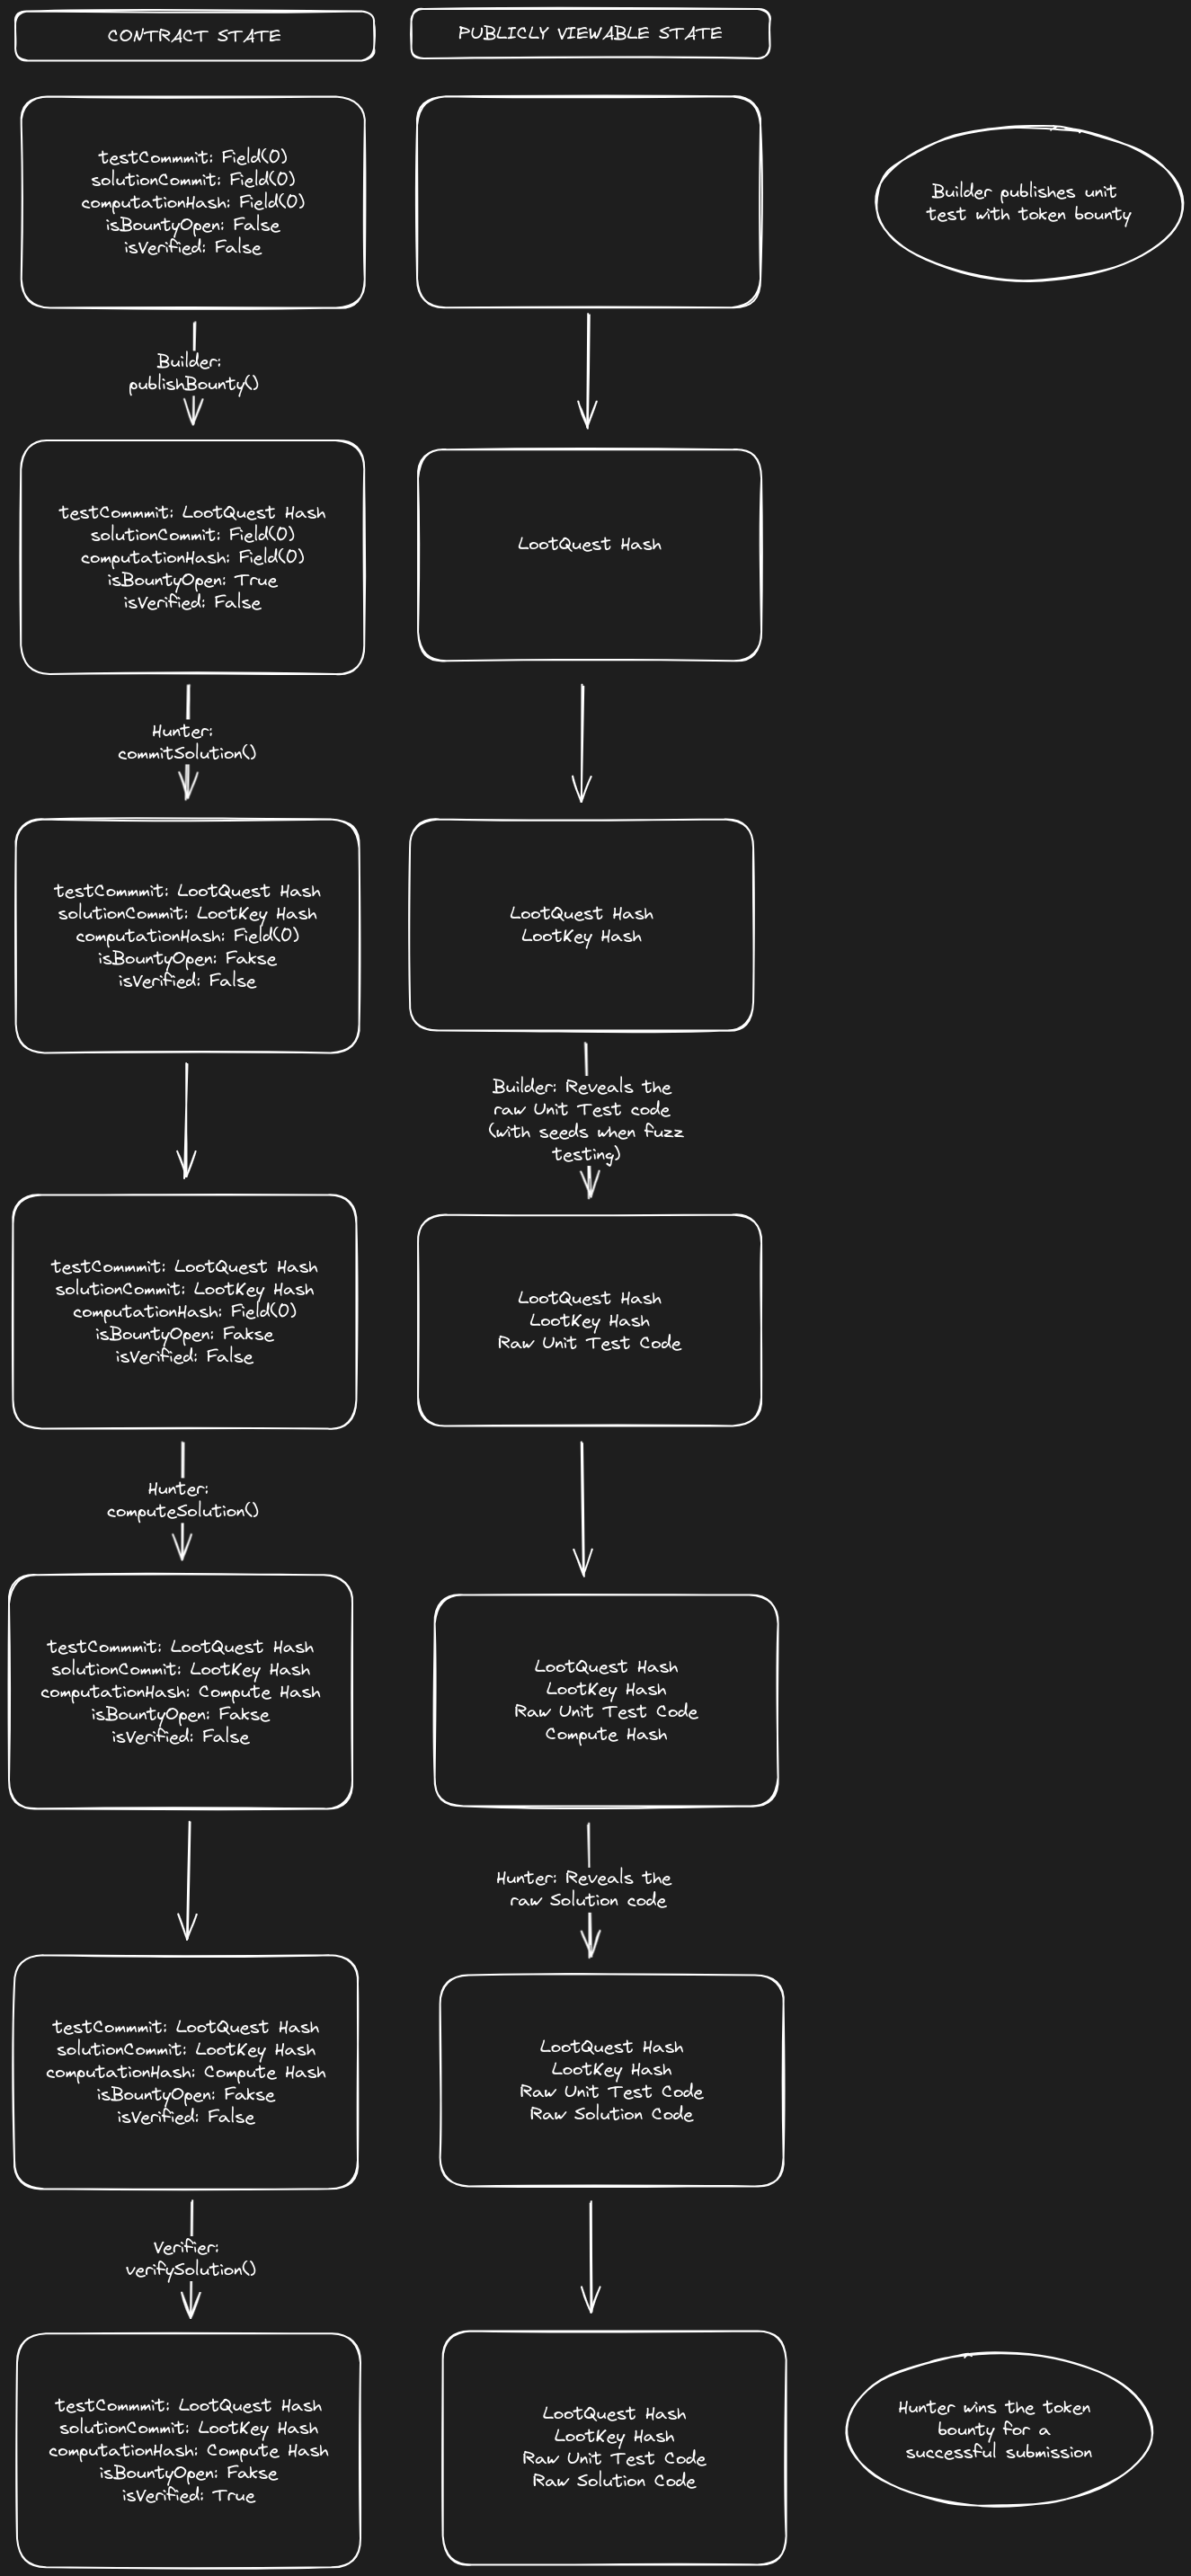 CONTRACT STATE
PUBLICLY VIEWABLE STATE
testCommmit: Field(0)
solutionCommit: Field(0)
computationHash: Field(0)
isBountyOpen: False
isVerified: False
Builder publishes unit
test with token bounty
Builder:
publishBounty()
testCommmit: LootQuest Hash
solutionCommit: Field(0)
computationHash: Field(0)
isBountyOpen: True
isVerified: False
LootQuest Hash
Hunter:
commitSolution()
testCommmit: LootQuest Hash
solutionCommit: LootKey Hash
computationHash: Field(0)
isBountyOpen: Fakse
isVerified: False
LootQuest Hash
LootKey Hash
Builder: Reveals the
raw Unit Test code
(with seeds when fuzz
testing)
testCommmit: LootQuest Hash
solutionCommit: LootKey Hash
computationHash: Field(0)
isBountyOpen: Fakse
isVerified: False
LootQuest Hash
LootKey Hash
Raw Unit Test Code
Hunter:
computeSolution()
testCommmit: LootQuest Hash
solutionCommit: LootKey Hash
computationHash: Compute Hash
isBountyOpen: Fakse
isVerified: False
LootQuest Hash
LootKey Hash
Raw Unit Test Code
Compute Hash
Hunter: Reveals the
raw Solution code
testCommmit: LootQuest Hash
solutionCommit: LootKey Hash
computationHash: Compute Hash
isBountyOpen: Fakse
isVerified: False
LootQuest Hash
LootKey Hash
Raw Unit Test Code
Raw Solution Code
Verifier:
verifySolution()
testCommmit: LootQuest Hash
solutionCommit: LootKey Hash
computationHash: Compute Hash
isBountyOpen: Fakse
isVerified: True
LootQuest Hash
LootKey Hash
Raw Unit Test Code
Raw Solution Code
Hunter wins the token
bounty for a
successful submission